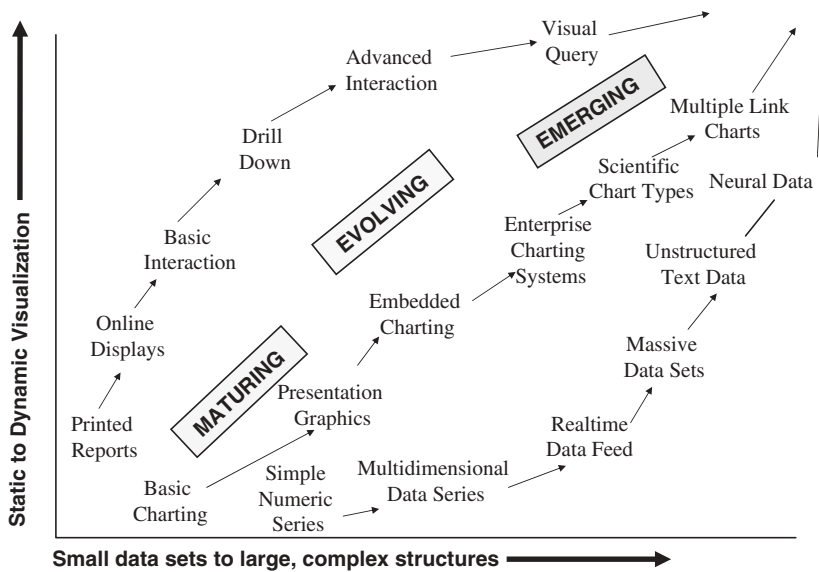 Visual
Query
Advanced
Interaction
EMERGING
Multiple Link
Charts
Drill
Down
Scientific
Chart Types
Neural Data
EVOLVING
Basic
Interaction
Enterprise
Charting
Systems
Unstructured
Text Data
Embedded
Charting
Online
Displays
Massive
Data Sets
MATURING
Presentation
Graphics
Printed
Reports
Realtime
Data Feed
Multidimensional
Data Series
Simple
Numeric
Series
Basic
Charting
Static to Dynamic Visualization
Small data sets to large, complex structures